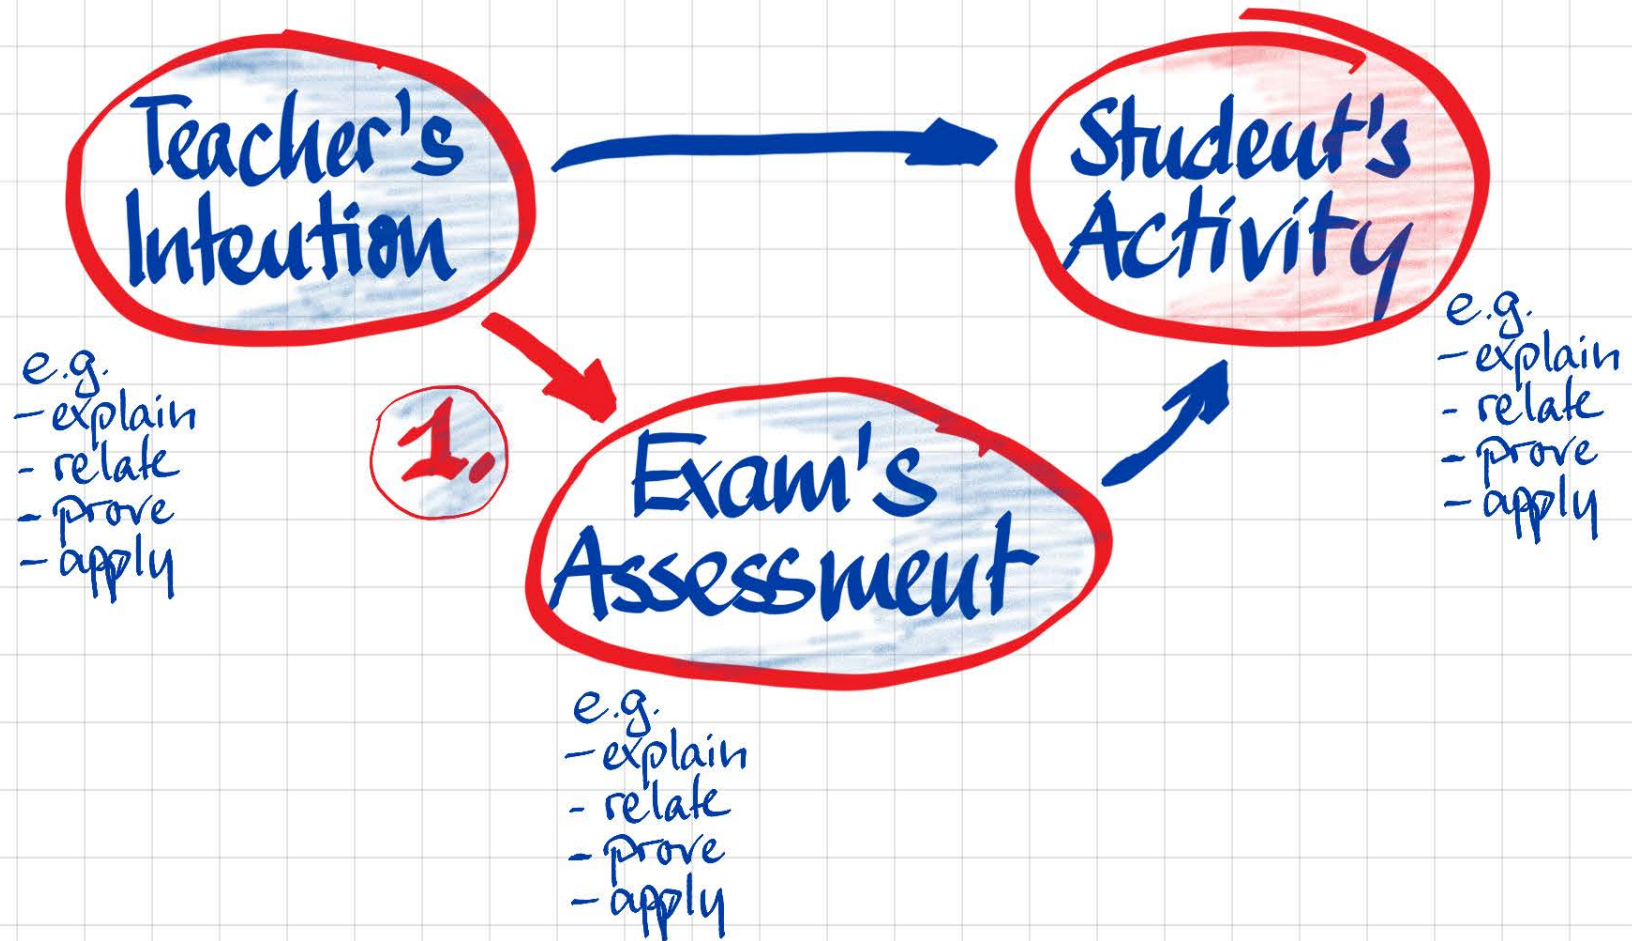 Teacher's
Intention
e.g.
- explain
- relate
- prove
- apply
1.
Exam's
Assessment
e.g.
- explain
- relate
- prove
- apply
Student's
Activity
e.g.
- explain
- relate
- prove
- apply